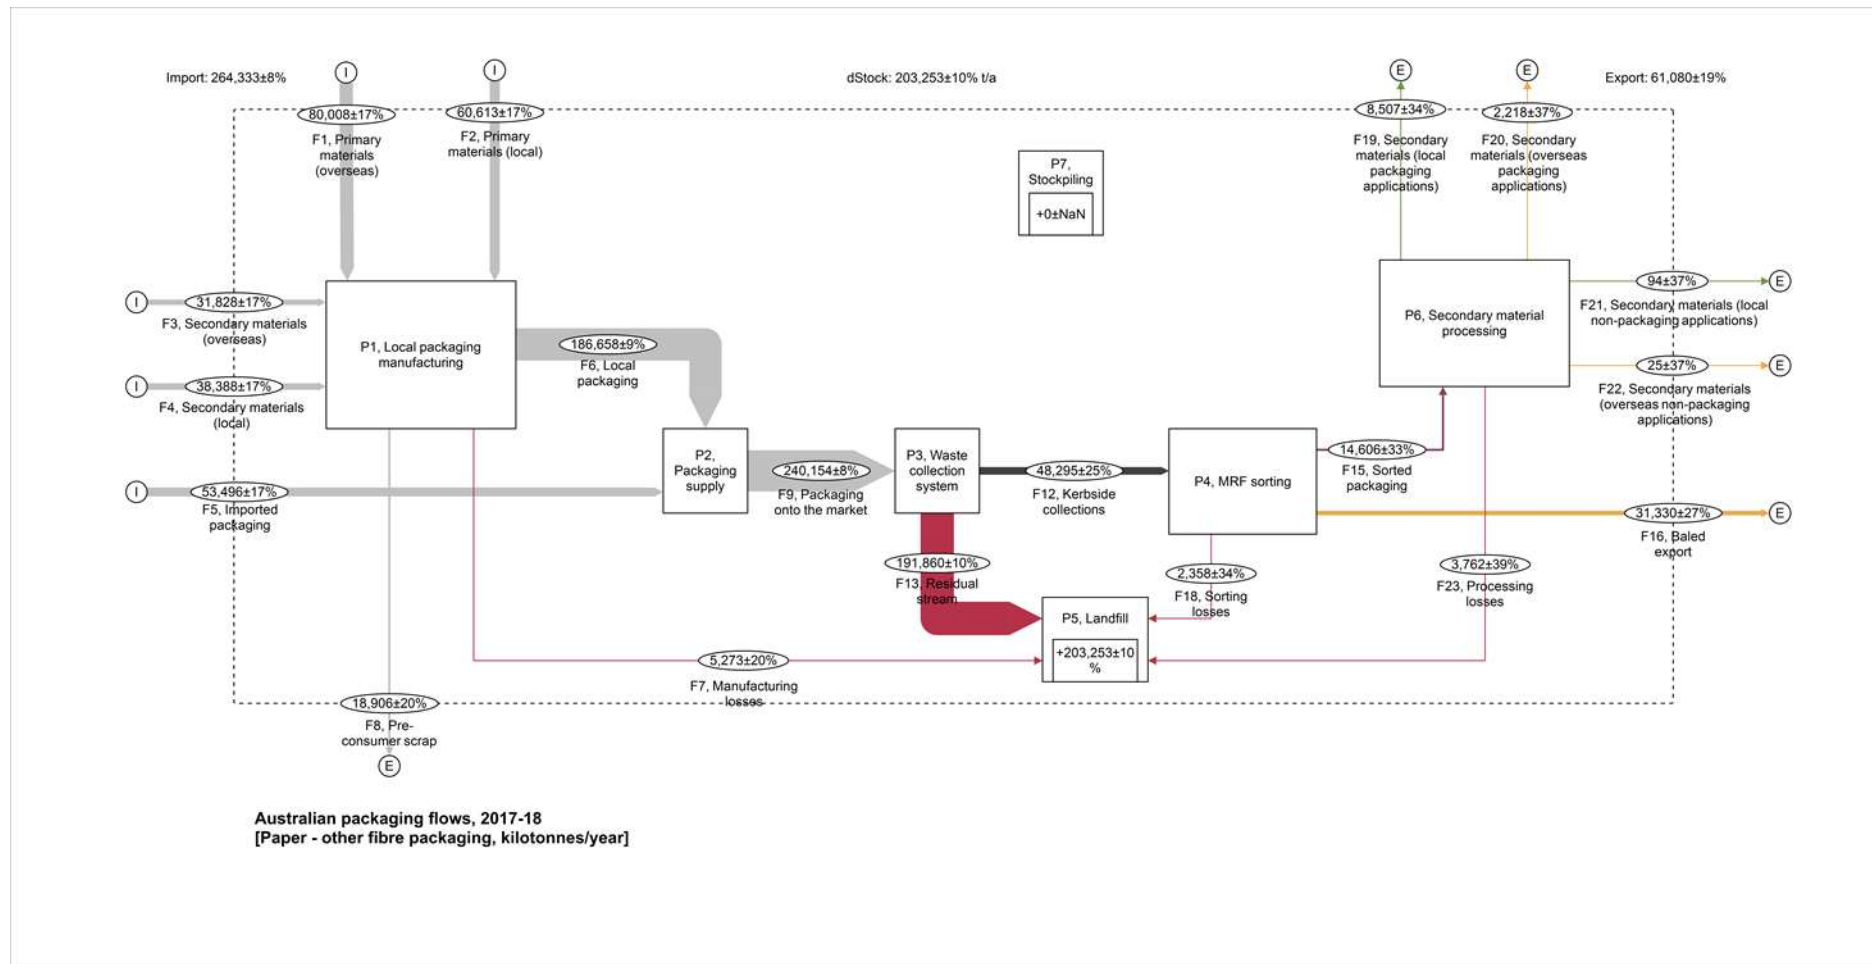 Import: 264,333±8%
I
I
dStock: 203,253±10% t/a
E
E
Export: 61,080±19%
80,008±17%
F1, Primary
materials
(overseas)
60,613±17%
F2, Primary
materials (local)
8,507±34%
F19, Secondary
materials (local
packaging
applications)
2,218±37%
F20, Secondary
materials (overseas
packaging
applications)
P7,
Stockpiling
+0±NaN
I
31,828±17%
F3, Secondary materials
(overseas)
P1, Local packaging
manufacturing
186,658±9%
F6, Local
packaging
P6, Secondary material
processing
94±37%
E
F21, Secondary materials (local
non-packaging applications)
I
38,388±17%
F4, Secondary materials
(local)
25±37%
E
F22, Secondary materials
(overseas non-packaging
applications)
I
53,496±17%
F5, Imported
packaging
P2,
Packaging
supply
240,154±8%
F9, Packaging
onto the market
P3, Waste
collection
system
48,295±25%
F12, Kerbside
collections
P4, MRF sorting
14,606±33%
F15, Sorted
packaging
31,330±27%
E
F16, Baled
export
191,860±10%
F13, Residual
stream
2,358±34%
F18, Sorting
losses
3,762±39%
F23, Processing
losses
P5, Landfill
+203,253±10
%
5,273±20%
F7, Manufacturing
losses
18,906±20%
F8, Pre-
consumer scrap
E
Australian packaging flows, 2017-18
[Paper - other fibre packaging, kilotonnes/year]